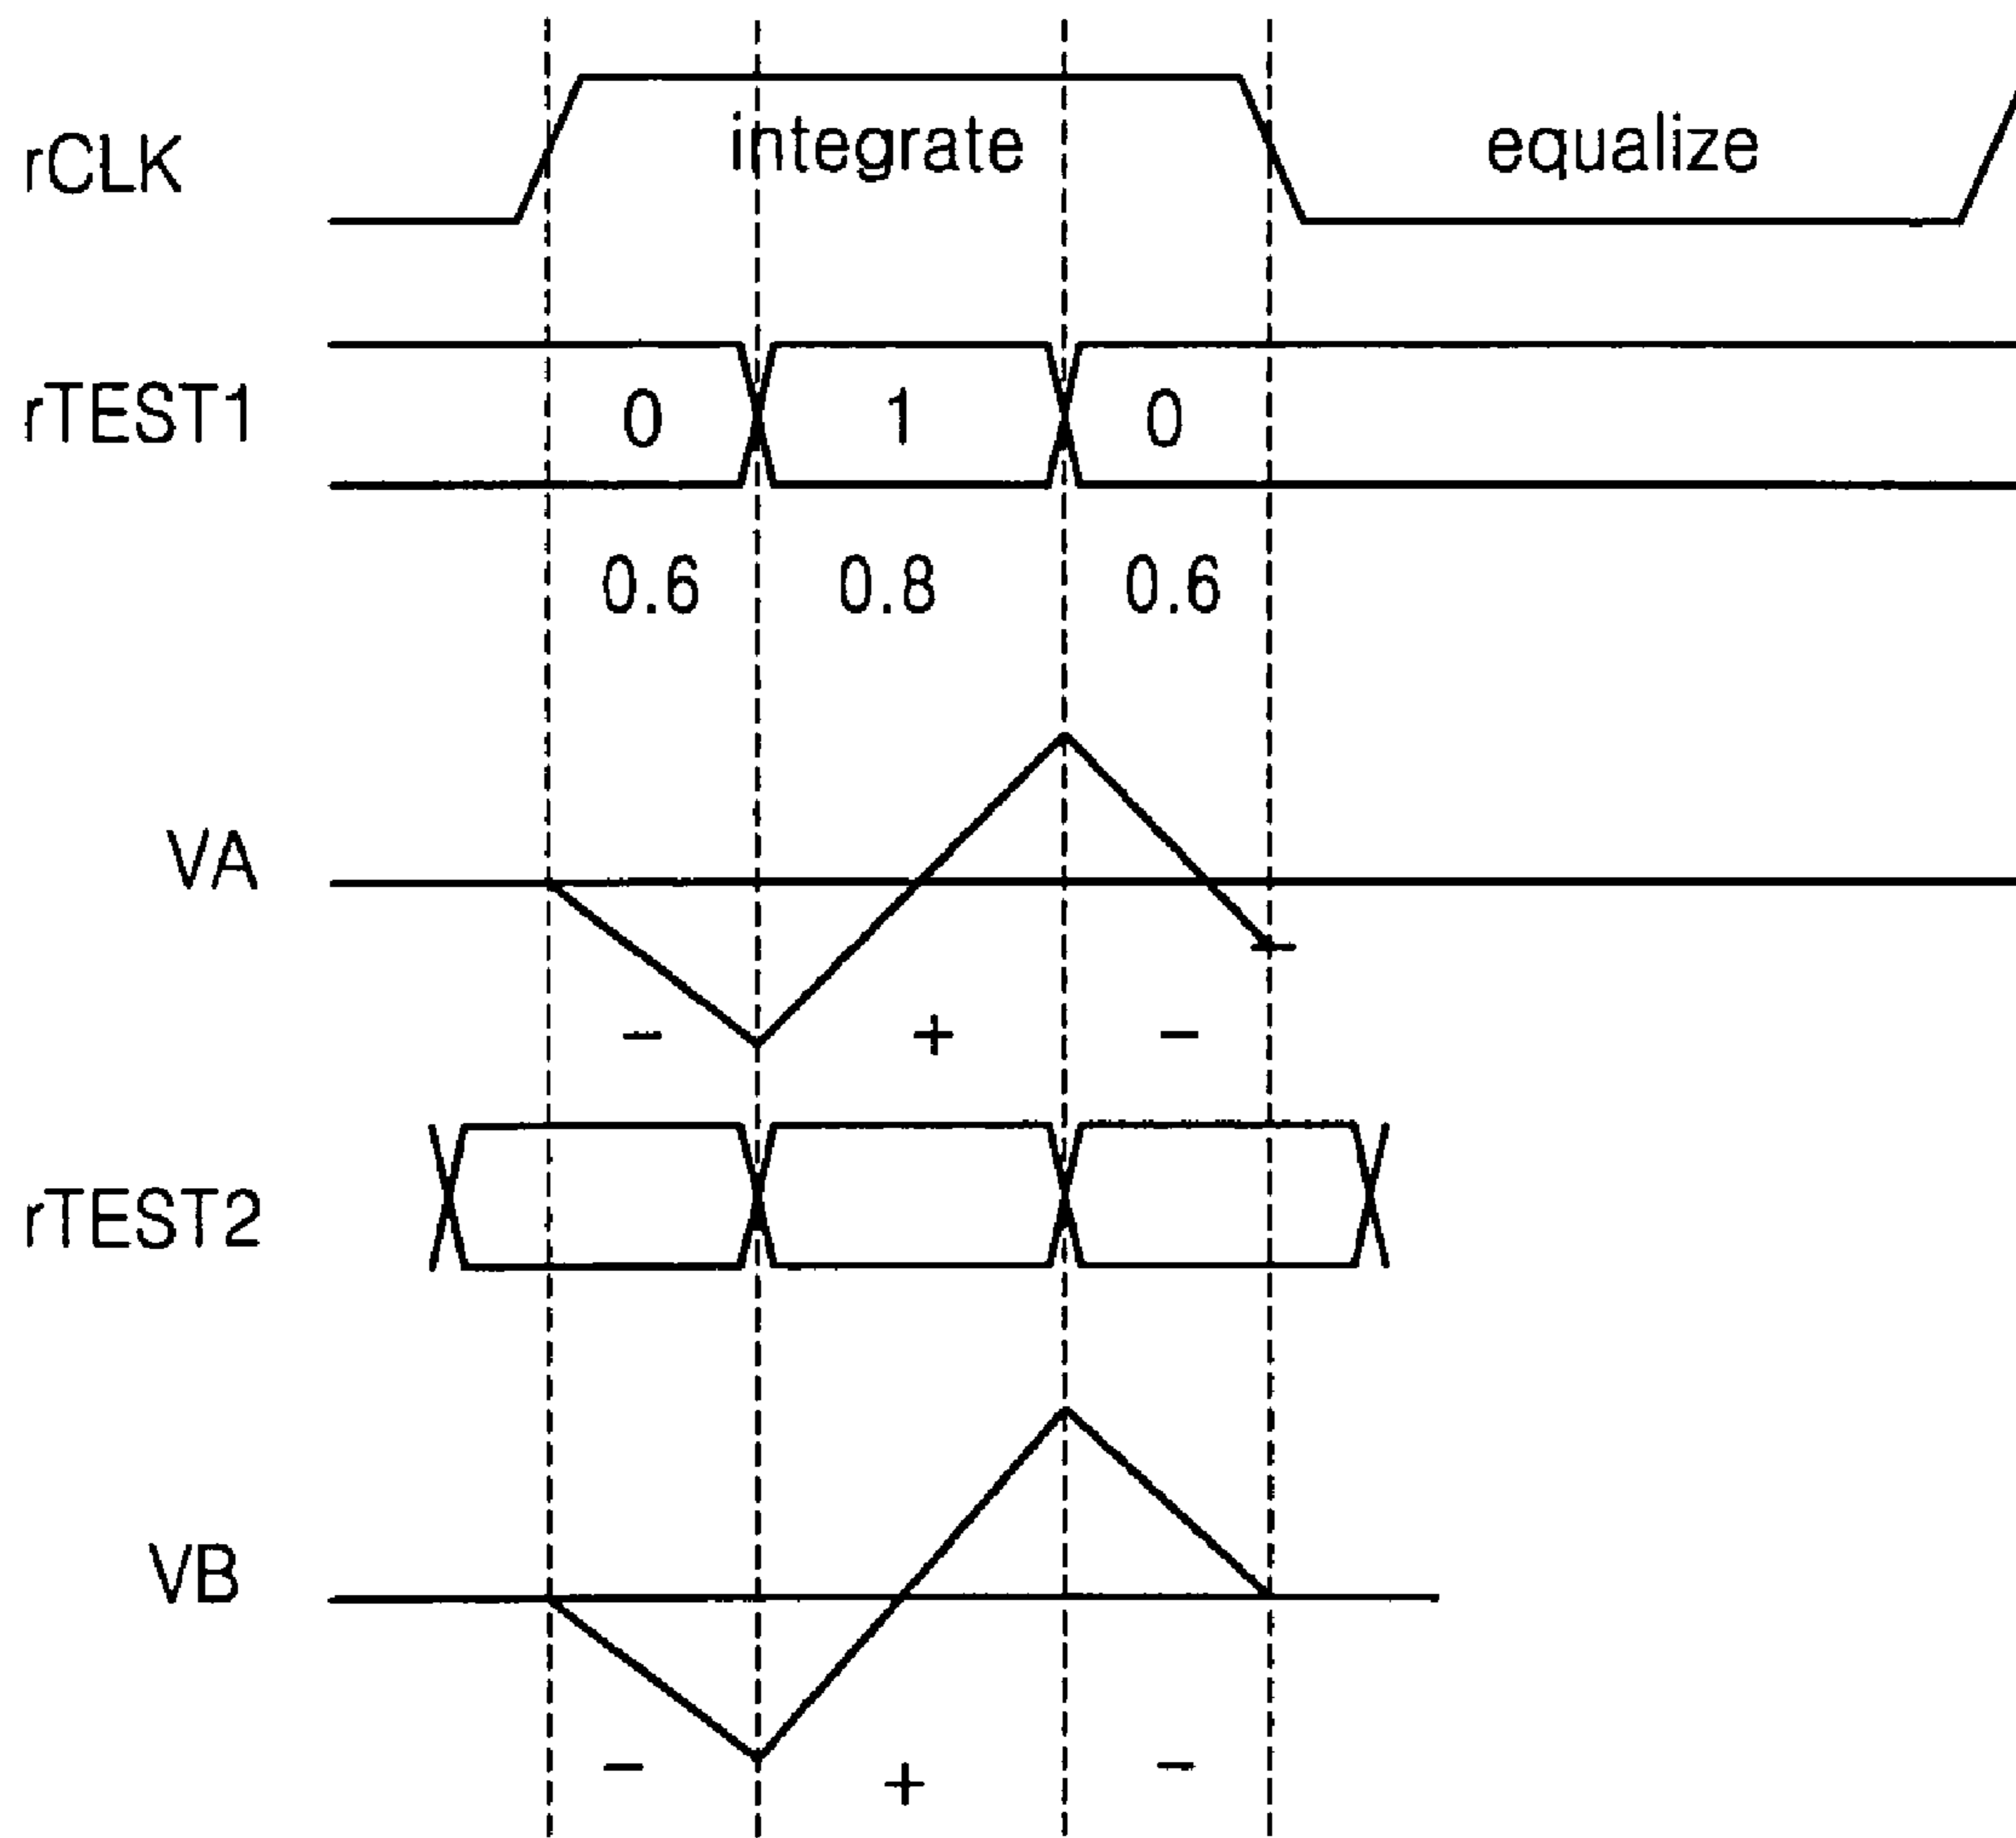 rCLK integrate equalize
rTEST1 0 1 0
0.6 0.8 0.6
VA
− + −
rTEST2
VB
− + −